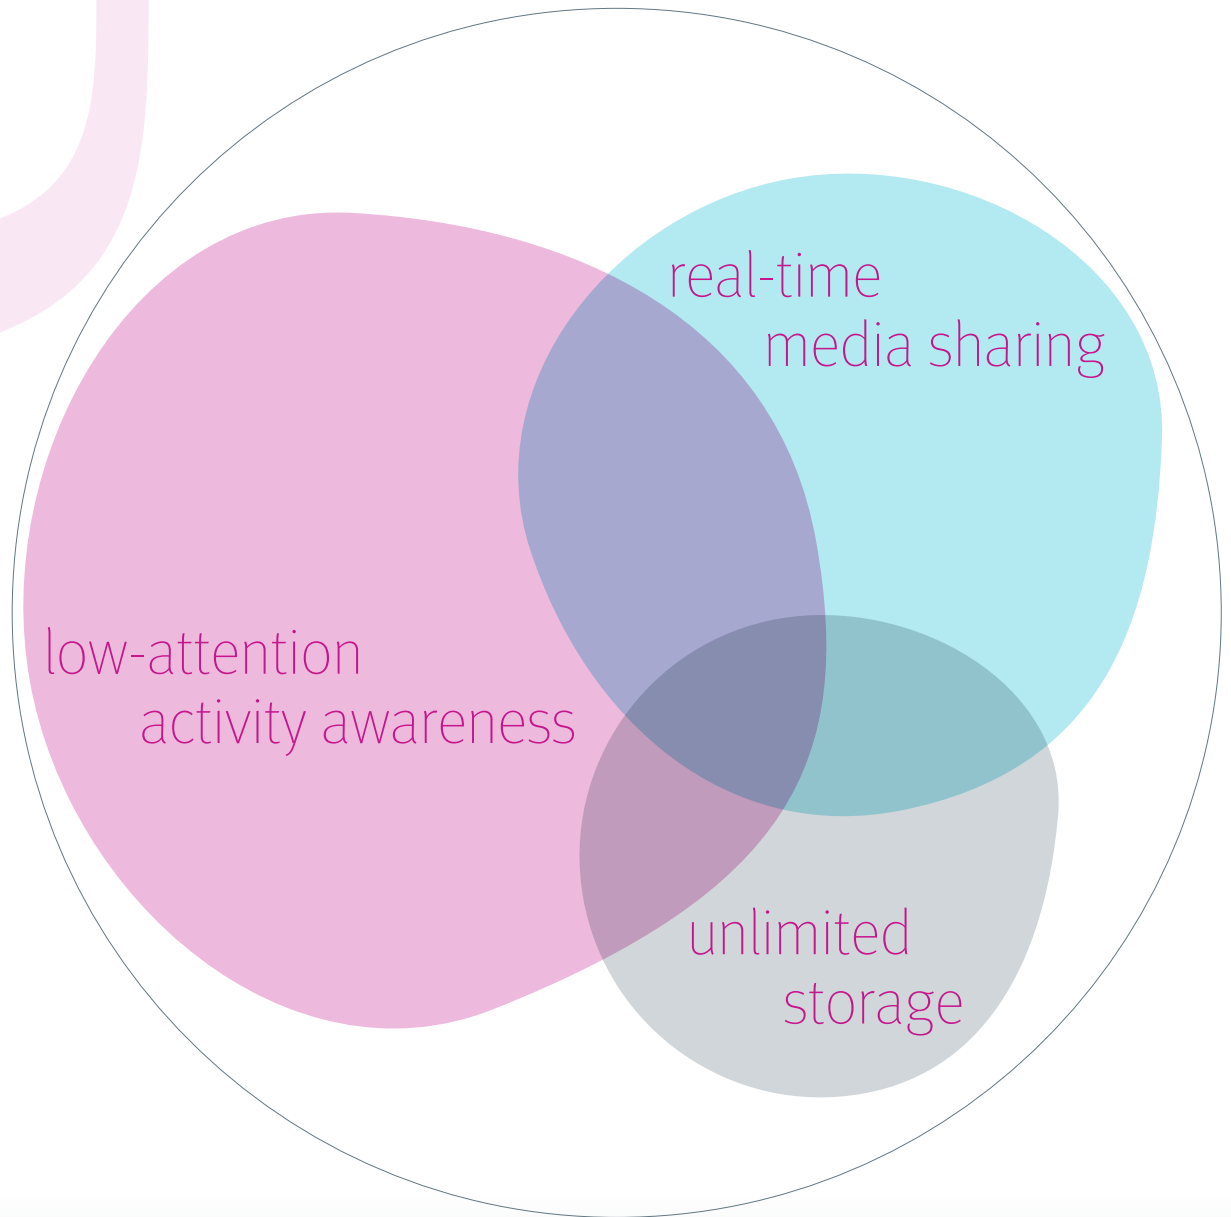 real-time
media sharing
low-attention
activity awareness
unlimited
storage